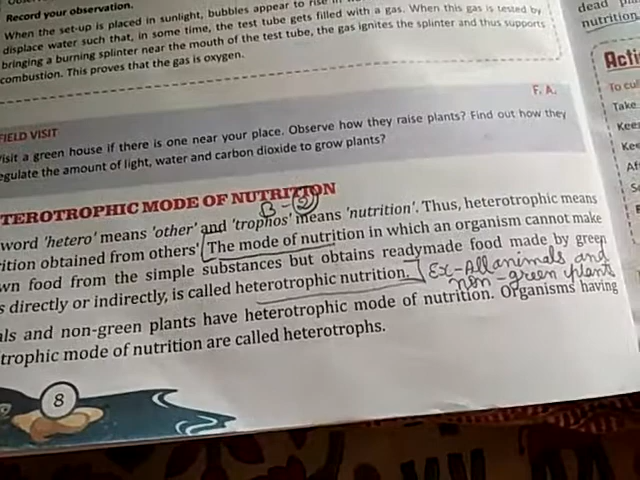 Record your observation.
When the set-up is placed in sunlight, bubbles appear to rise in
displace water such that, in some time, the test tube gets filled with a gas. When this gas is tested by
bringing a burning splinter near the mouth of the test tube, the gas ignites the splinter and thus supports
combustion. This proves that the gas is oxygen.
F. A.
FIELD VISIT
Visit a green house if there is one near your place. Observe how they raise plants? Find out how they
regulate the amount of light, water and carbon dioxide to grow plants?
TEROTROPHIC MODE OF NUTRITION
B-2
word 'hetero' means 'other' and 'trophos' means 'nutrition'. Thus, heterotrophic means
ition obtained from others' The mode of nutrition in which an organism cannot make
wn food from the simple substances but obtains readymade food made by green
s directly or indirectly, is called heterotrophic nutrition. Ex-All animals and
non-green plants
als and non-green plants have heterotrophic mode of nutrition. Organisms having
trophic mode of nutrition are called heterotrophs.
8
dead
nutrition
Acti
To cul
Take
Kee
Kee